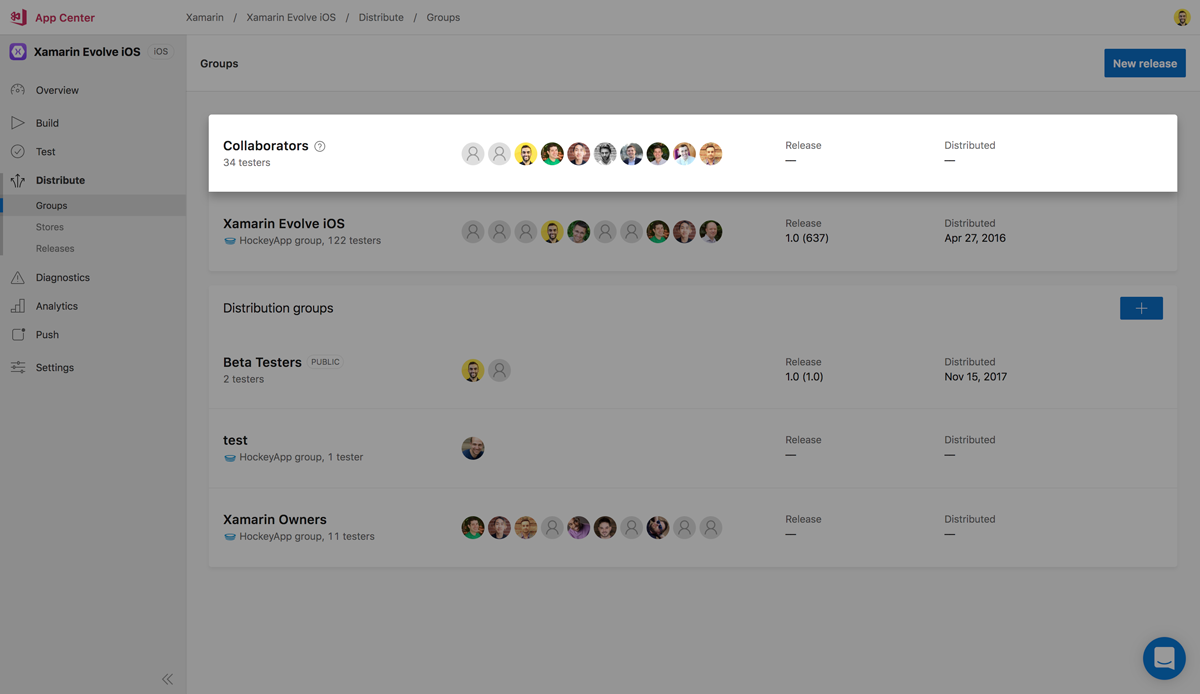 App Center
Xamarin / Xamarin Evolve iOS / Distribute / Groups
Xamarin Evolve iOS iOS
Overview
Build
Test
Distribute
Groups
Stores
Releases
Diagnostics
Analytics
Push
Settings
Groups
New release
Collaborators ?
34 testers
Release
—
Distributed
—
Xamarin Evolve iOS
HockeyApp group, 122 testers
Release
1.0 (637)
Distributed
Apr 27, 2016
Distribution groups
Beta Testers PUBLIC
2 testers
Release
1.0 (1.0)
Distributed
Nov 15, 2017
test
HockeyApp group, 1 tester
Release
—
Distributed
—
Xamarin Owners
HockeyApp group, 11 testers
Release
—
Distributed
—